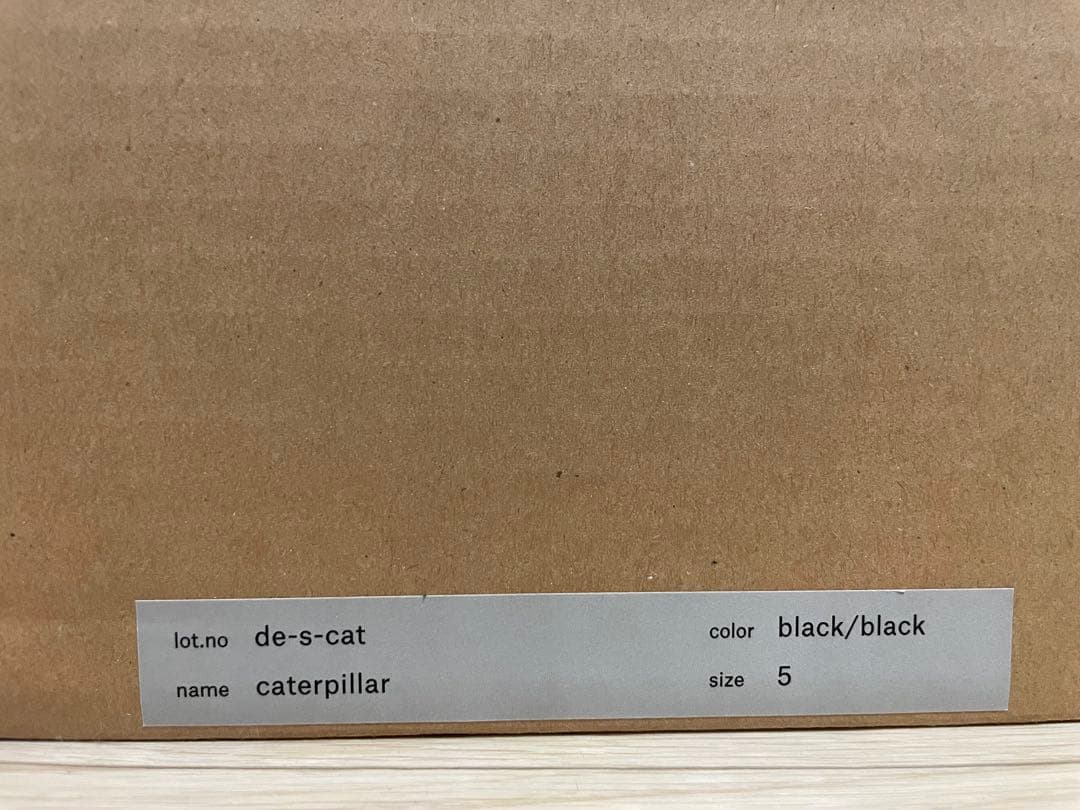 lot.no de-s-cat color black/black
name caterpillar size 5